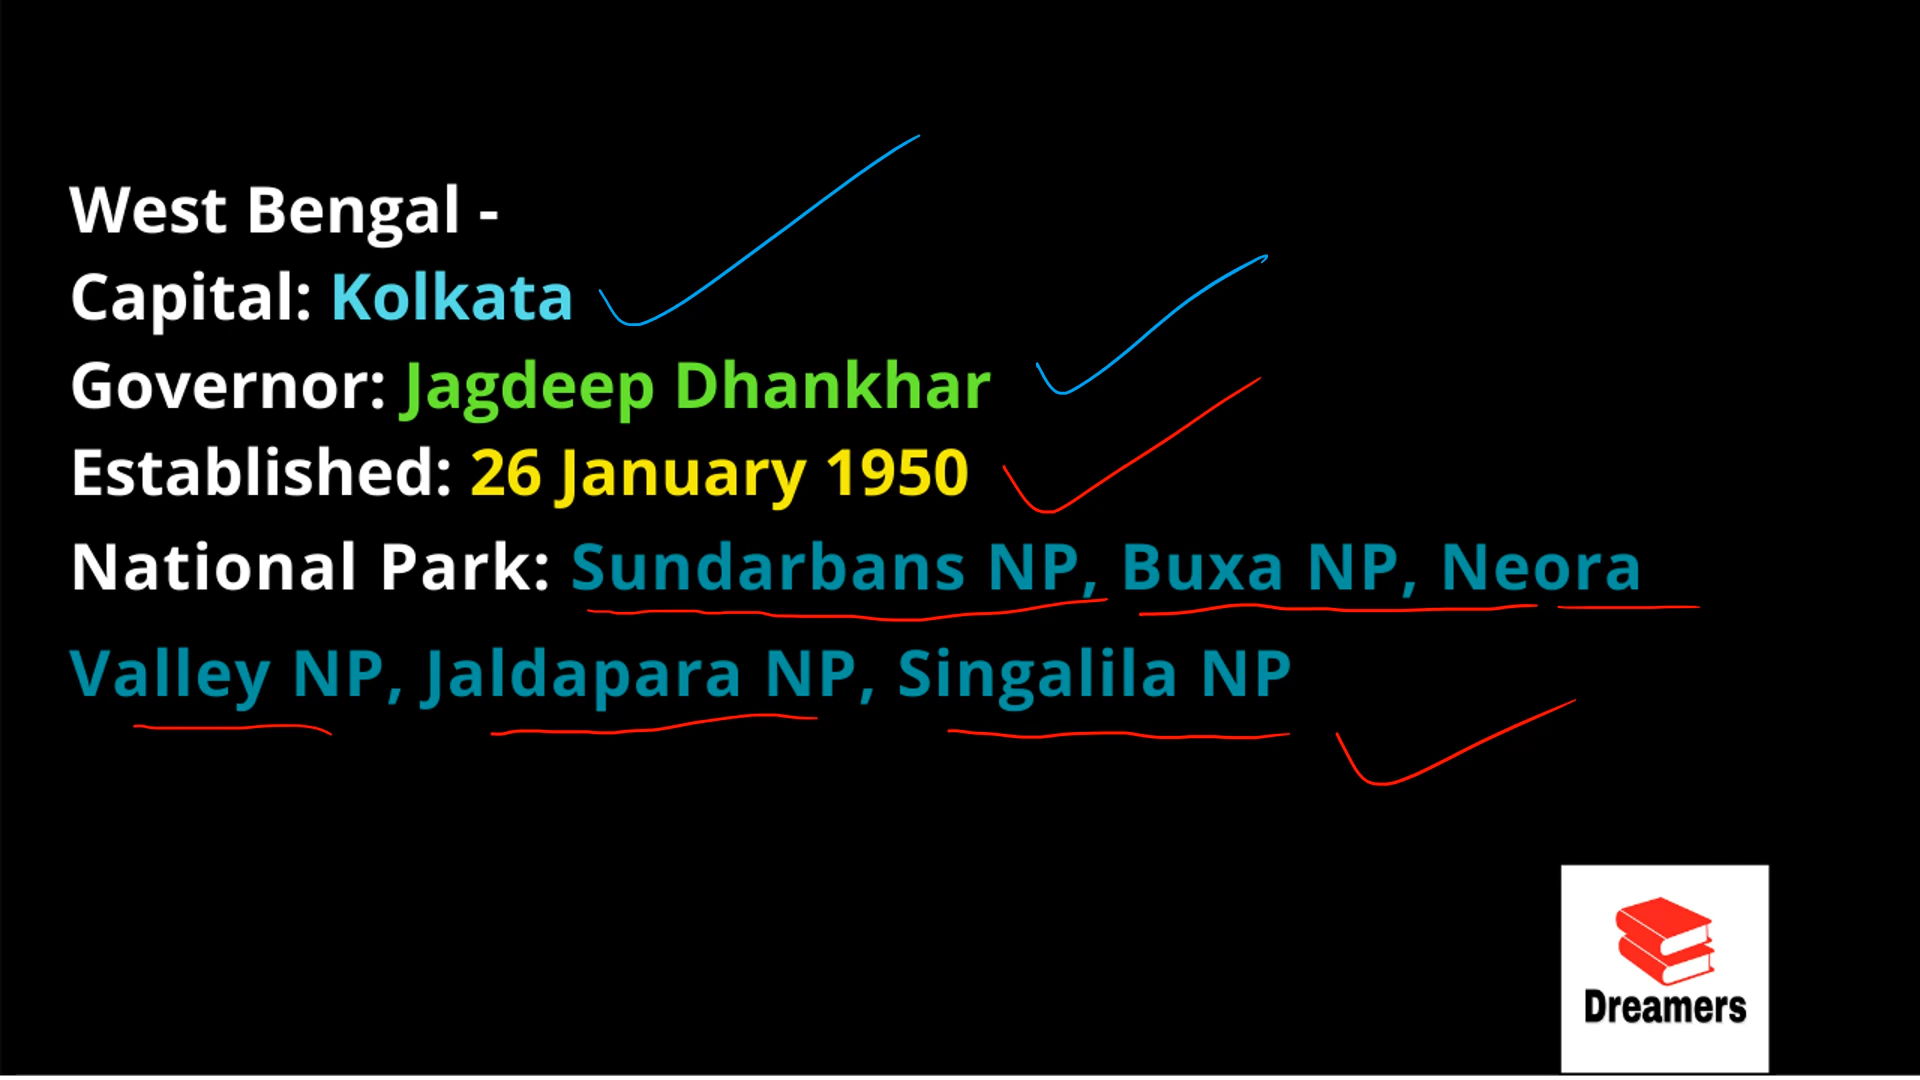 West Bengal -
Capital: Kolkata
Governor: Jagdeep Dhankhar
Established: 26 January 1950
National Park: Sundarbans NP, Buxa NP, Neora
Valley NP, Jaldapara NP, Singalila NP
Dreamers